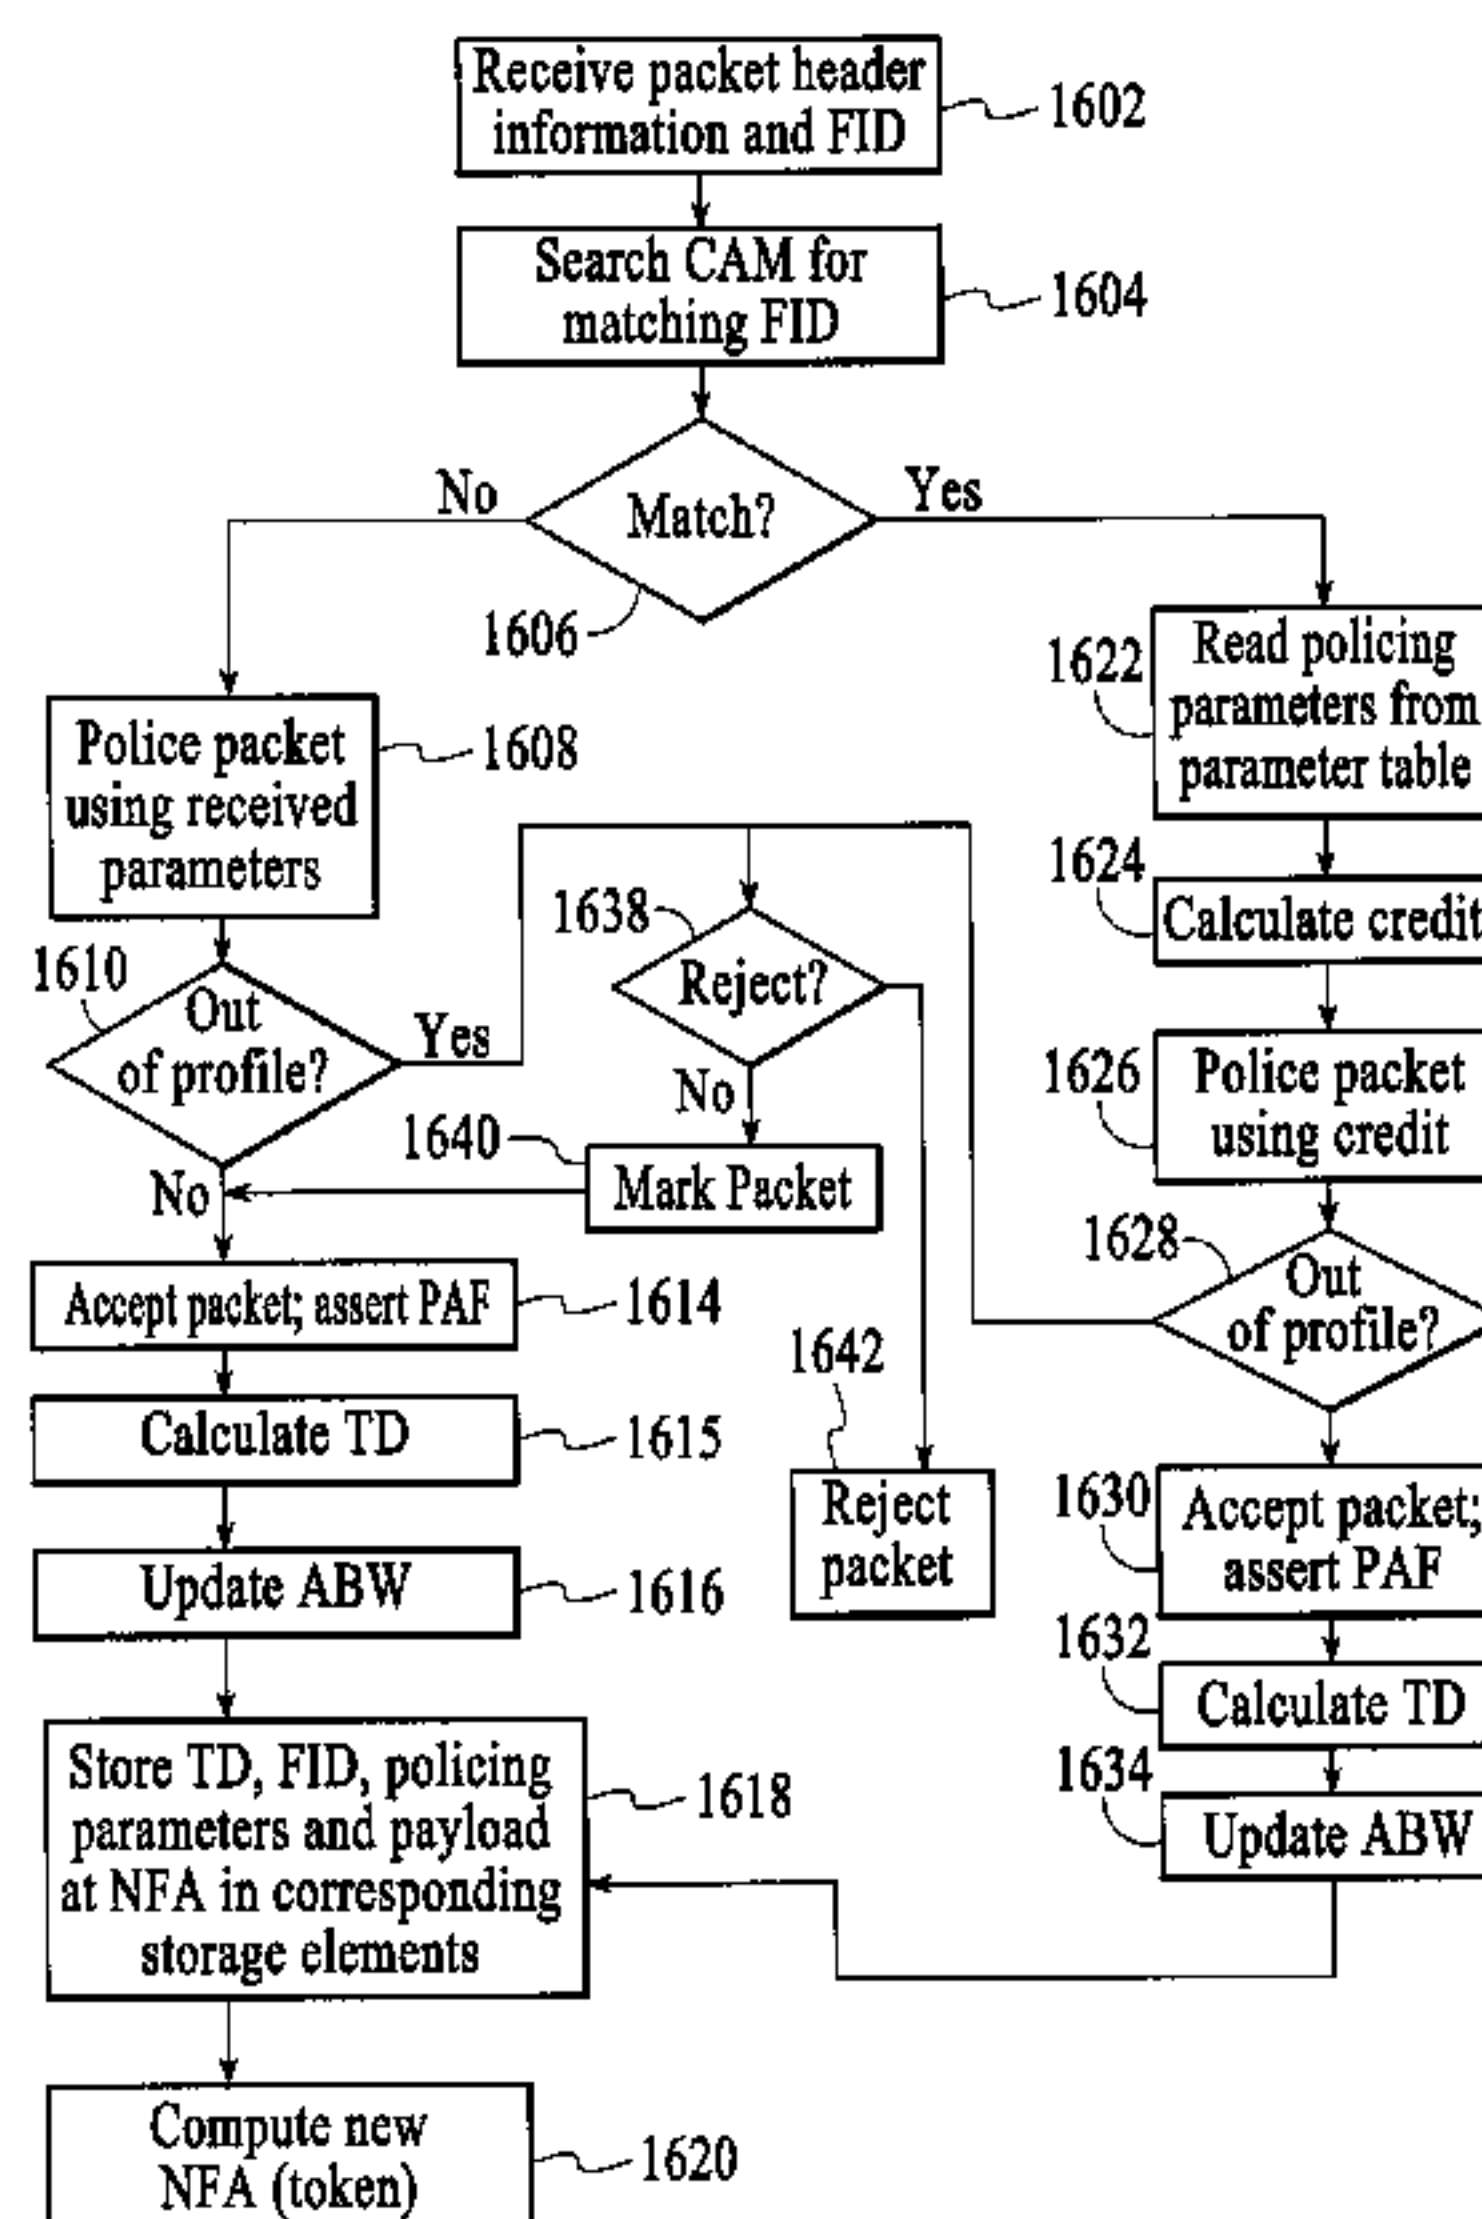 Receive packet header
information and FID
1602
Search CAM for
matching FID
1604
Match?
No
Yes
1606
Police packet
using received
parameters
1608
1610
Out
of profile?
Yes
No
1638
Reject?
No
1640
Mark Packet
Accept packet; assert PAF
1614
Calculate TD
1615
Update ABW
1616
1642
Reject
packet
Store TD, FID, policing
parameters and payload
at NFA in corresponding
storage elements
1618
Compute new
NFA (token)
1620
1622
Read policing
parameters from
parameter table
1624
Calculate credit
1626
Police packet
using credit
1628
Out
of profile?
1630
Accept packet;
assert PAF
1632
Calculate TD
1634
Update ABW